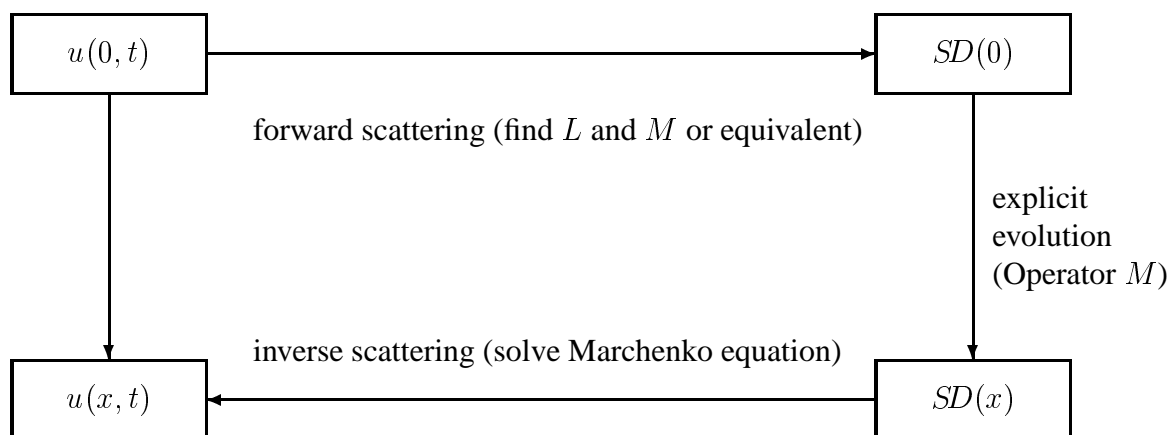 u(0, t)
SD(0)
forward scattering (find L and M or equivalent)
explicit
evolution
(Operator M)
inverse scattering (solve Marchenko equation)
u(x, t)
SD(x)